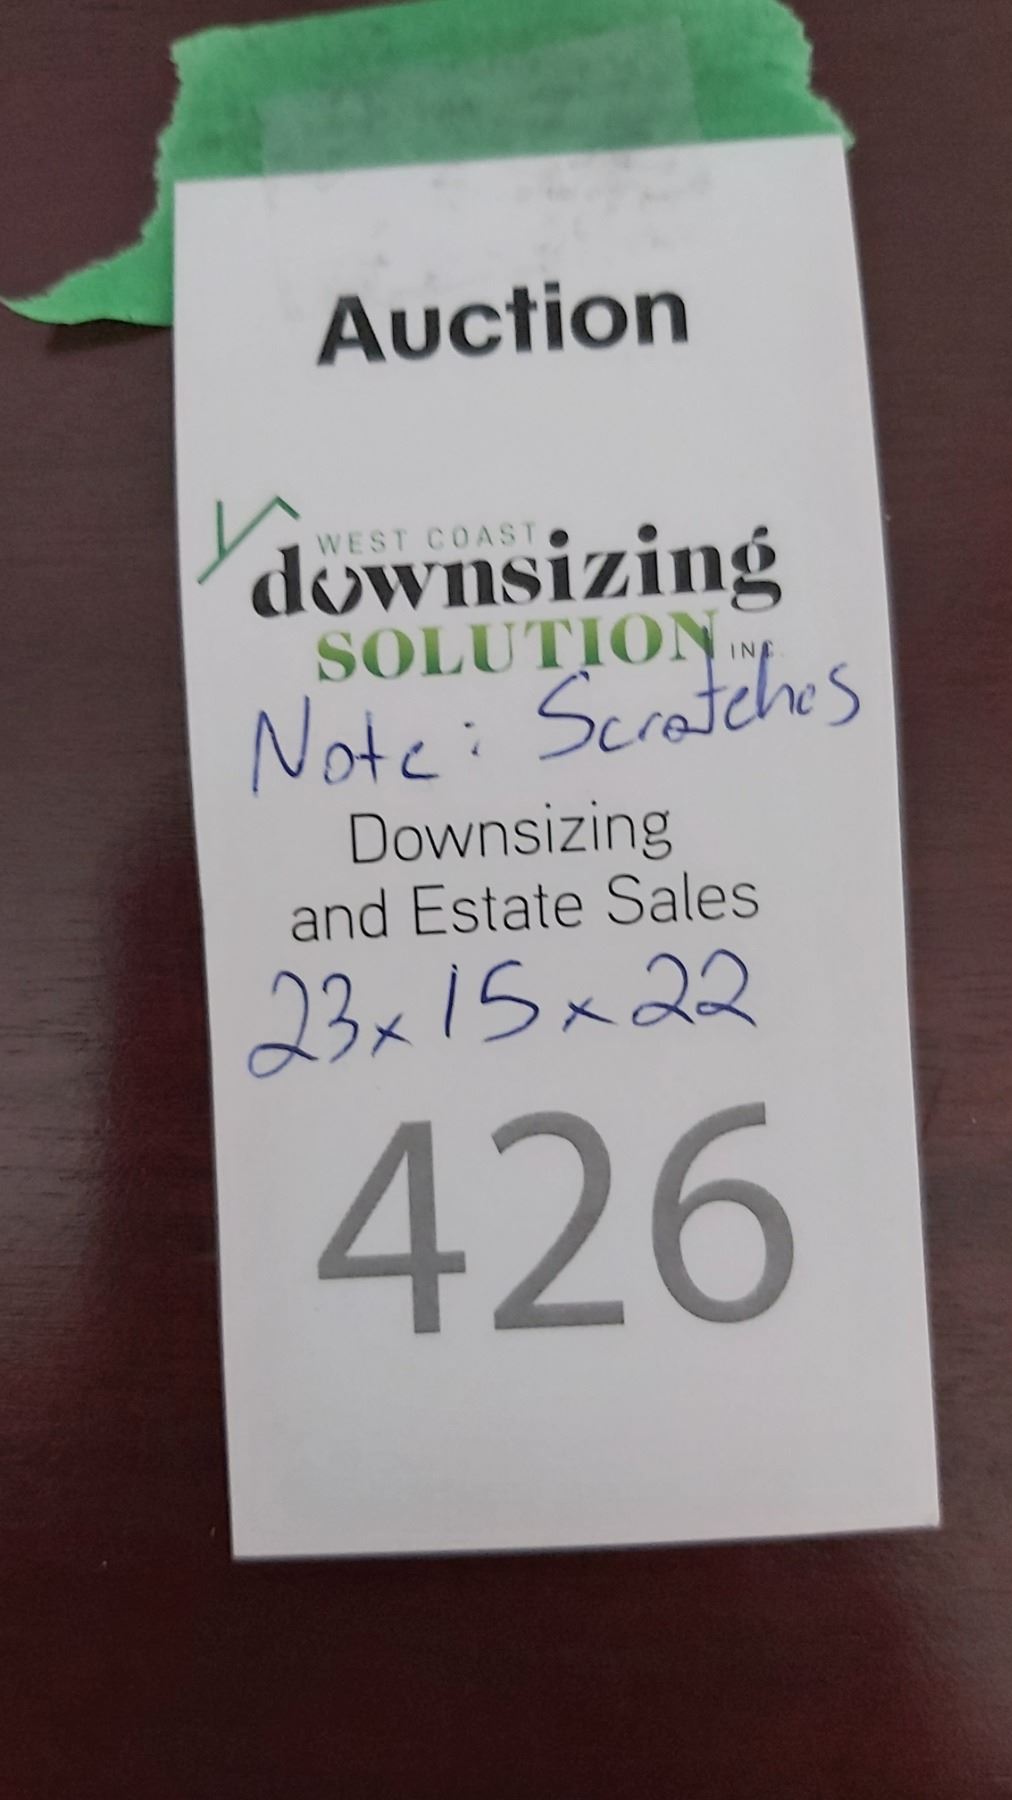 Auction
WEST COAST
downsizing
SOLUTION INC.
Note: Scratches
Downsizing
and Estate Sales
23x15x22
426